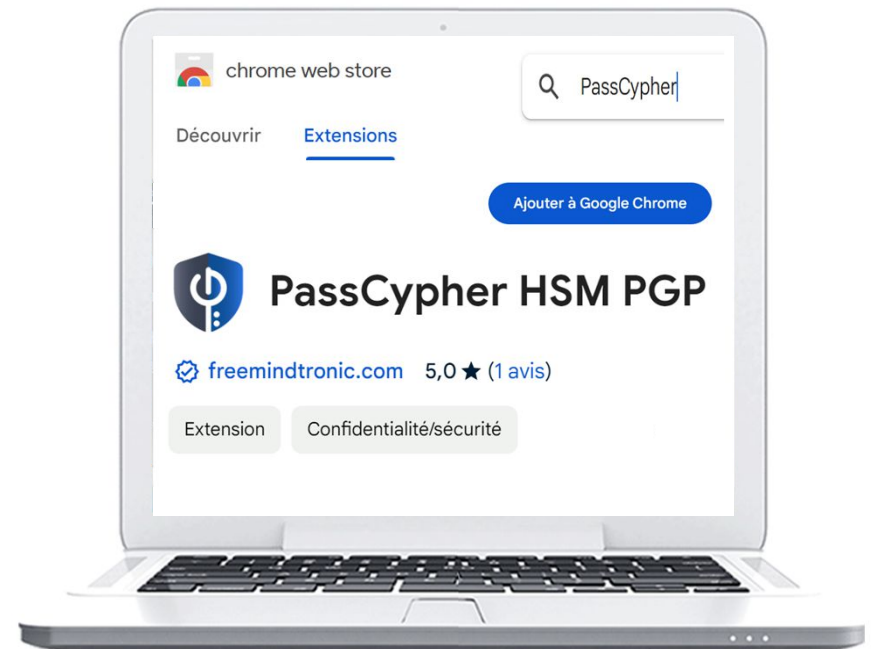 chrome web store
PassCypher
Découvrir
Extensions
Ajouter à Google Chrome
PassCypher HSM PGP
freemindtronic.com 5,0 ★ (1 avis)
Extension
Confidentialité/sécurité